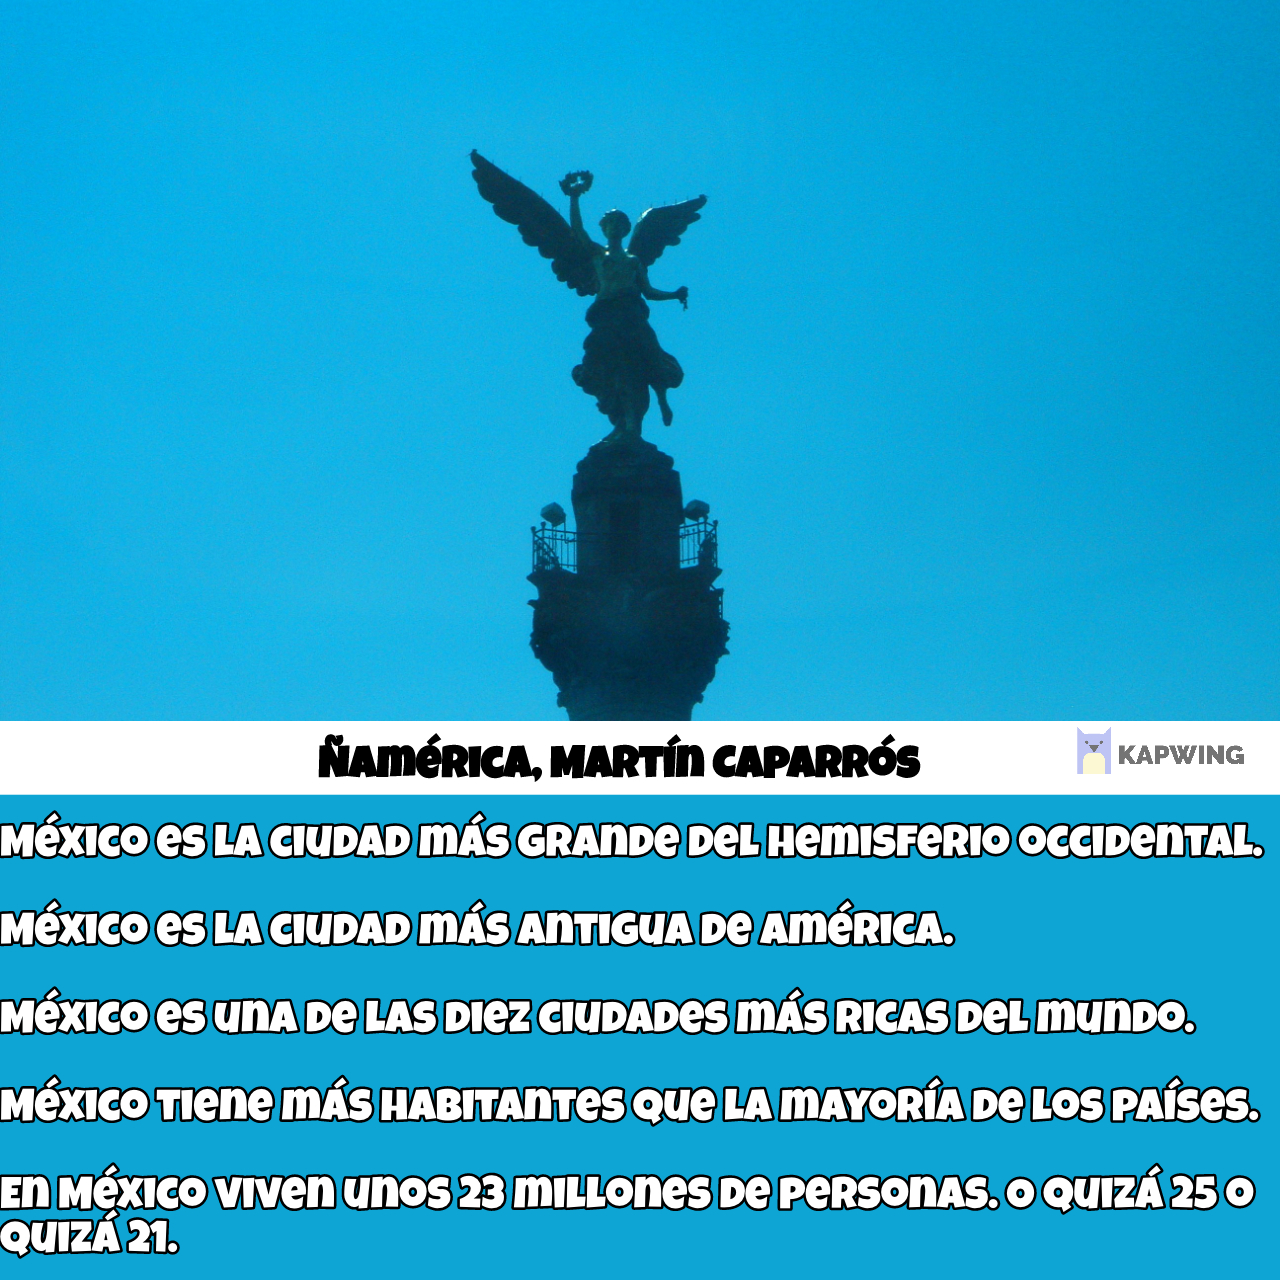 Ñamérica, Martín Caparrós
KAPWING
México es la ciudad más grande del hemisferio occidental.
México es la ciudad más antigua de América.
México es una de las diez ciudades más ricas del mundo.
México tiene más habitantes que la mayoría de los países.
En México viven unos 23 millones de personas. O quizá 25 o
quizá 21.